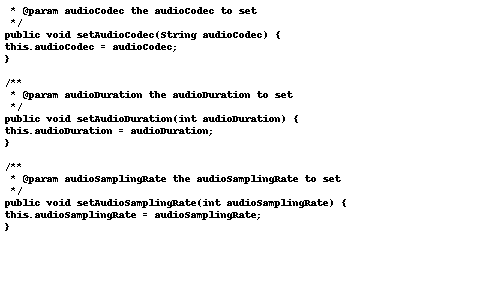 * @param audioCodec the audioCodec to set
*/
public void setAudioCodec(String audioCodec) {
this.audioCodec = audioCodec;
}
/**
* @param audioDuration the audioDuration to set
*/
public void setAudioDuration(int audioDuration) {
this.audioDuration = audioDuration;
}
/**
* @param audioSamplingRate the audioSamplingRate to set
*/
public void setAudioSamplingRate(int audioSamplingRate) {
this.audioSamplingRate = audioSamplingRate;
}